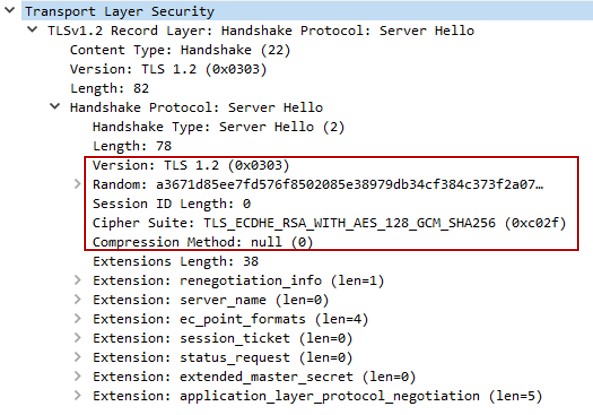 Transport Layer Security
TLSv1.2 Record Layer: Handshake Protocol: Server Hello
Content Type: Handshake (22)
Version: TLS 1.2 (0x0303)
Length: 82
Handshake Protocol: Server Hello
Handshake Type: Server Hello (2)
Length: 78
Version: TLS 1.2 (0x0303)
Random: a3671d85ee7fd576f8502085e38979db34cf384c373f2a07…
Session ID Length: 0
Cipher Suite: TLS_ECDHE_RSA_WITH_AES_128_GCM_SHA256 (0xc02f)
Compression Method: null (0)
Extensions Length: 38
Extension: renegotiation_info (len=1)
Extension: server_name (len=0)
Extension: ec_point_formats (len=4)
Extension: session_ticket (len=0)
Extension: status_request (len=0)
Extension: extended_master_secret (len=0)
Extension: application_layer_protocol_negotiation (len=5)